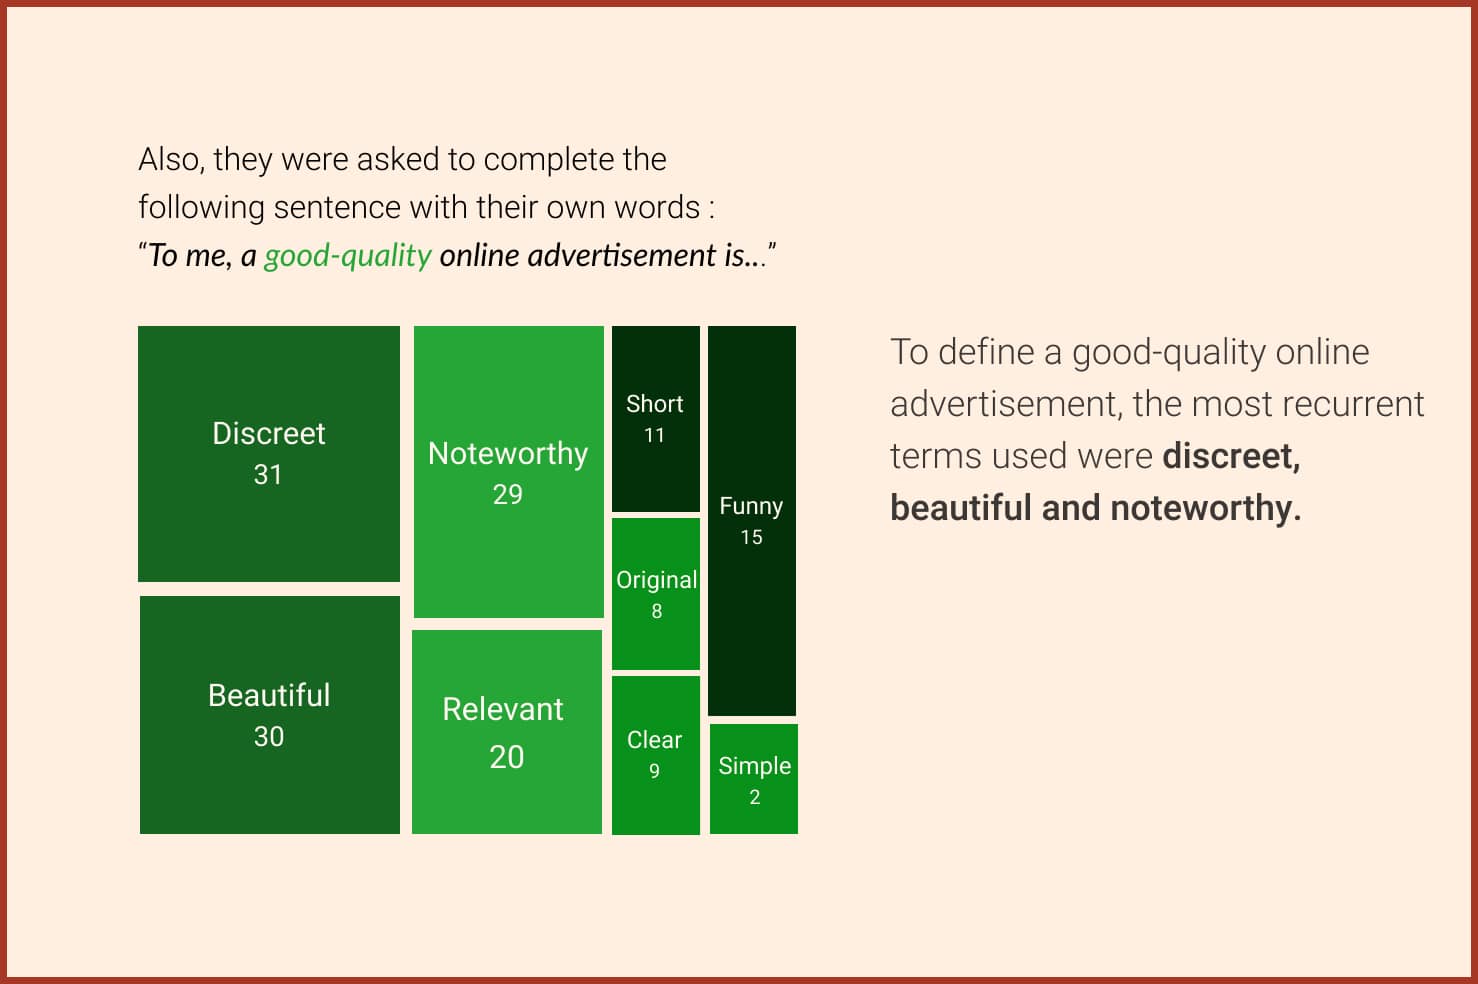 Also, they were asked to complete the
following sentence with their own words :
“To me, a good-quality online advertisement is...”
Discreet
31
Beautiful
30
Noteworthy
29
Relevant
20
Short
11
Original
8
Clear
9
Funny
15
Simple
2
To define a good-quality online
advertisement, the most recurrent
terms used were discreet,
beautiful and noteworthy.